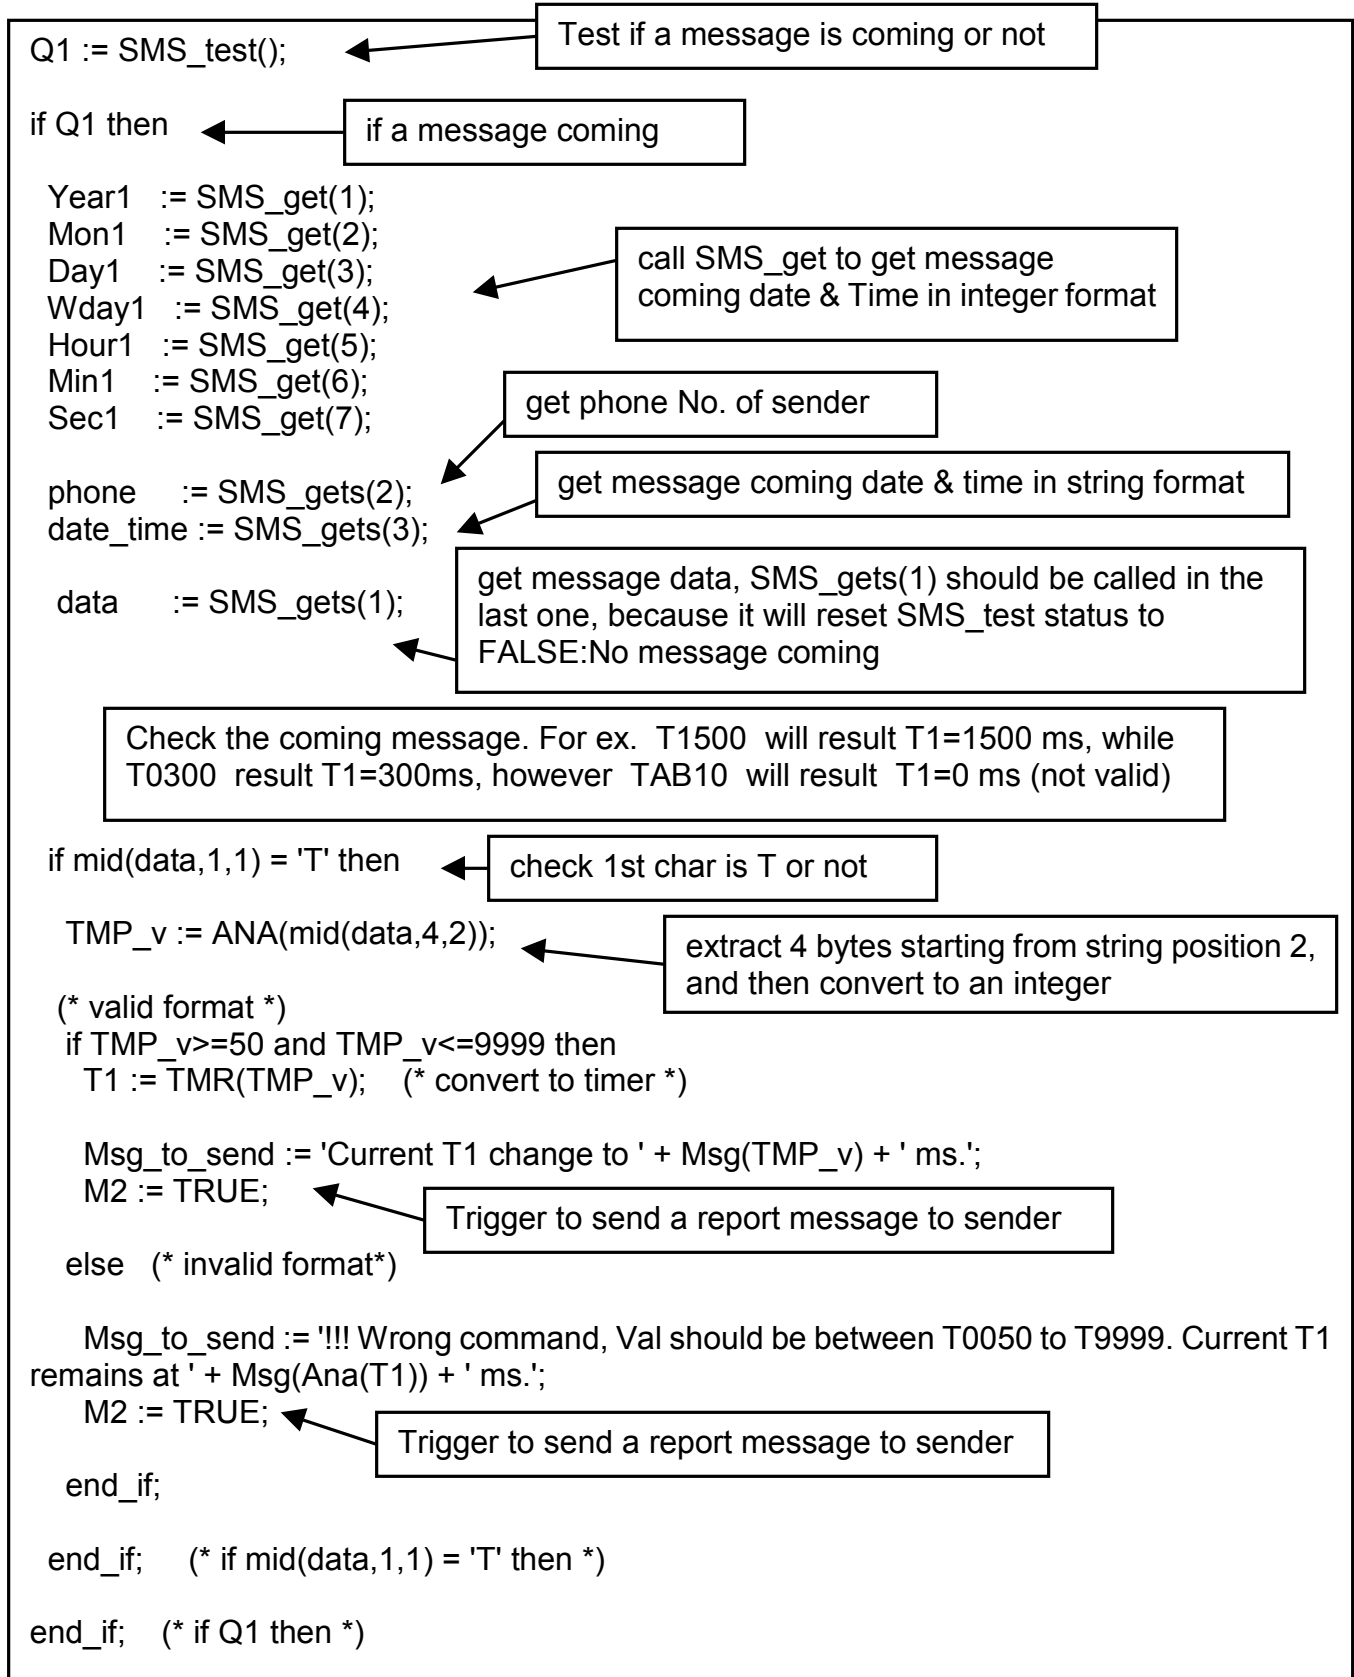 Q1 := SMS_test();
Test if a message is coming or not
if Q1 then
if a message coming
Year1 := SMS_get(1);
Mon1 := SMS_get(2);
Day1 := SMS_get(3);
Wday1 := SMS_get(4);
Hour1 := SMS_get(5);
Min1 := SMS_get(6);
Sec1 := SMS_get(7);
call SMS_get to get message
coming date & Time in integer format
get phone No. of sender
phone := SMS_gets(2);
date_time := SMS_gets(3);
get message coming date & time in string format
data := SMS_gets(1);
get message data, SMS_gets(1) should be called in the
last one, because it will reset SMS_test status to
FALSE:No message coming
Check the coming message. For ex. T1500 will result T1=1500 ms, while
T0300 result T1=300ms, however TAB10 will result T1=0 ms (not valid)
if mid(data,1,1) = 'T' then
check 1st char is T or not
TMP_v := ANA(mid(data,4,2));
extract 4 bytes starting from string position 2,
and then convert to an integer
(* valid format *)
if TMP_v>=50 and TMP_v<=9999 then
T1 := TMR(TMP_v); (* convert to timer *)
Msg_to_send := 'Current T1 change to ' + Msg(TMP_v) + ' ms.';
M2 := TRUE;
Trigger to send a report message to sender
else (* invalid format*)
Msg_to_send := '!!! Wrong command, Val should be between T0050 to T9999. Current T1
remains at ' + Msg(Ana(T1)) + ' ms.';
M2 := TRUE;
Trigger to send a report message to sender
end_if;
end_if; (* if mid(data,1,1) = 'T' then *)
end_if; (* if Q1 then *)